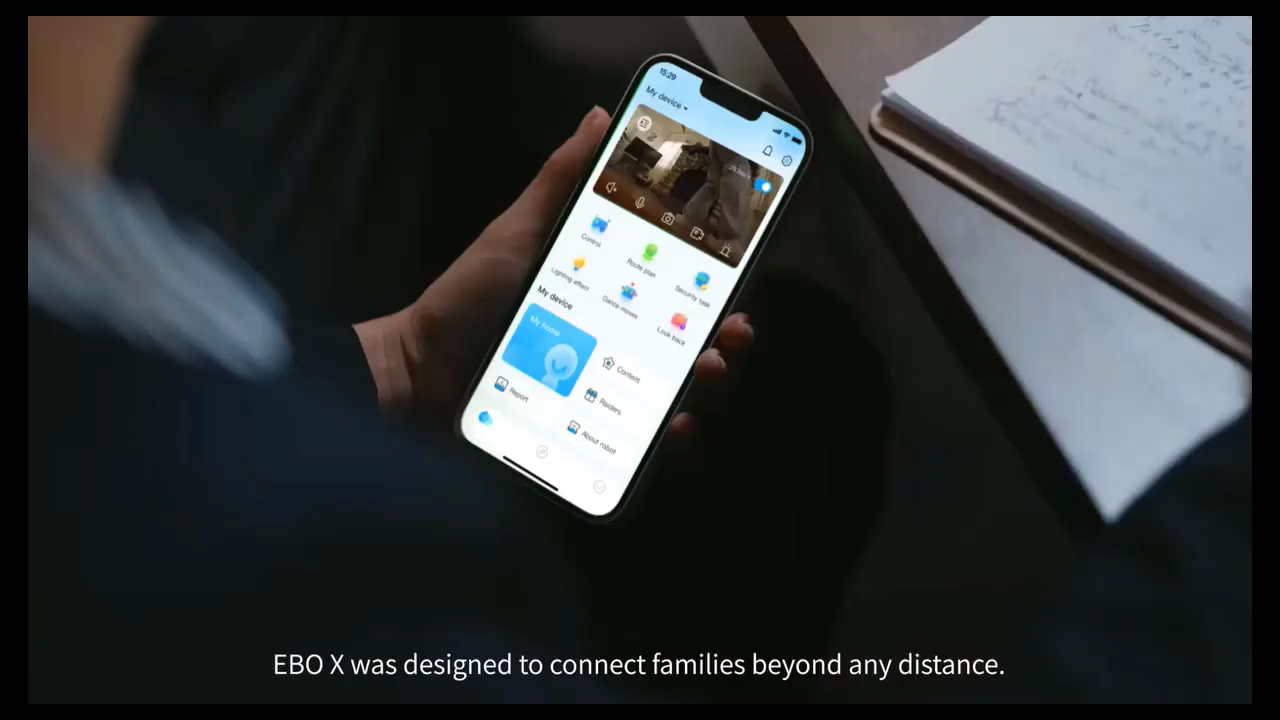 15:29
My device
Control
Route plan
Security task
Lighting effect
Dance moves
Look back
My device
My home
Content
Report
Raiders
About robot
EBO X was designed to connect families beyond any distance.